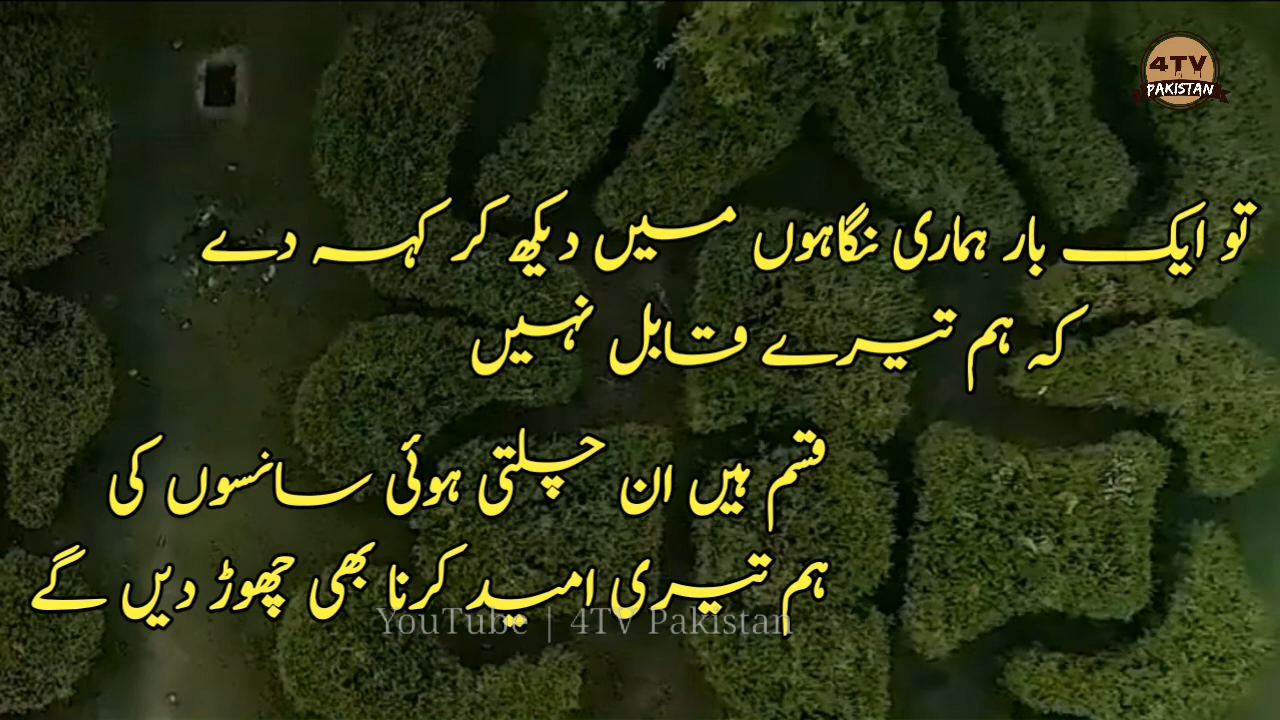 4TV
PAKISTAN
تو ایک بار ہماری نگاہوں میں دیکھ کر کہہ دے
کہ ہم تیرے قابل نہیں
قسم ہیں ان چلتی ہوئی سانسوں کی
ہم تیری امید کرنا بھی چھوڑ دیں گے
YouTube | 4TV Pakistan